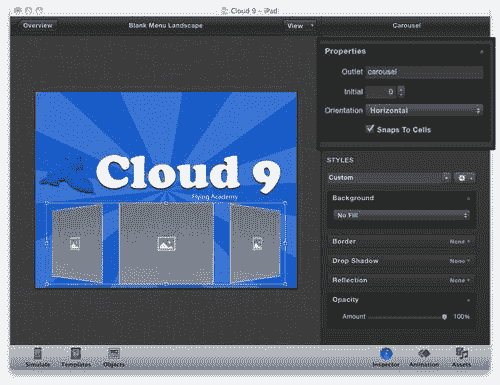 Cloud 9 – iPad
Overview
Blank Menu Landscape
View
Carousel
Properties
Outlet carousel
Initial 0
Orientation Horizontal
Snaps To Cells
STYLES
Custom
Background
No Fill
Border None
Drop Shadow None
Reflection None
Opacity
Amount 100%
Cloud 9
Flying Academy
Simulate
Templates
Objects
Inspector
Animation
Assets